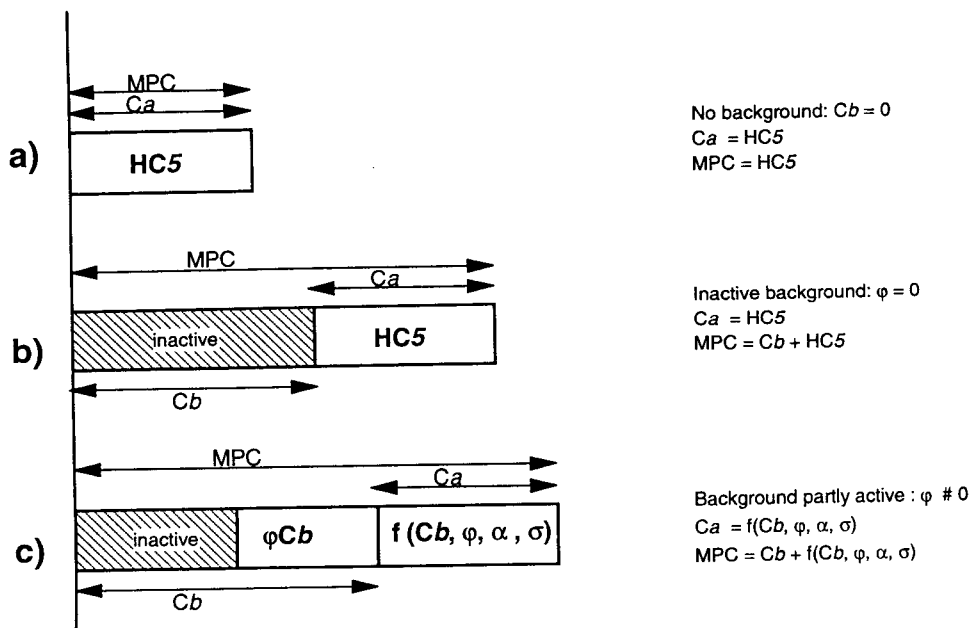 MPC
Ca
a)
HC5
No background: Cb = 0
Ca = HC5
MPC = HC5
MPC
Ca
b)
inactive
HC5
Cb
Inactive background: φ = 0
Ca = HC5
MPC = Cb + HC5
MPC
Ca
c)
inactive
φCb
f (Cb, φ, α , σ)
Cb
Background partly active : φ # 0
Ca = f(Cb, φ, α, σ)
MPC = Cb + f(Cb, φ, α, σ)